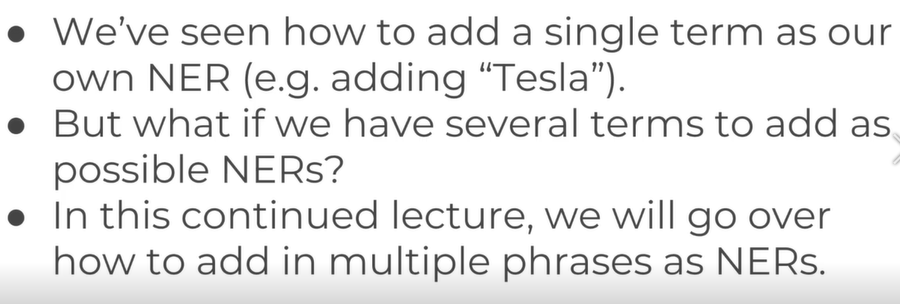 ● We’ve seen how to add a single term as our
own NER (e.g. adding “Tesla”).
● But what if we have several terms to add as
possible NERs?
● In this continued lecture, we will go over
how to add in multiple phrases as NERs.